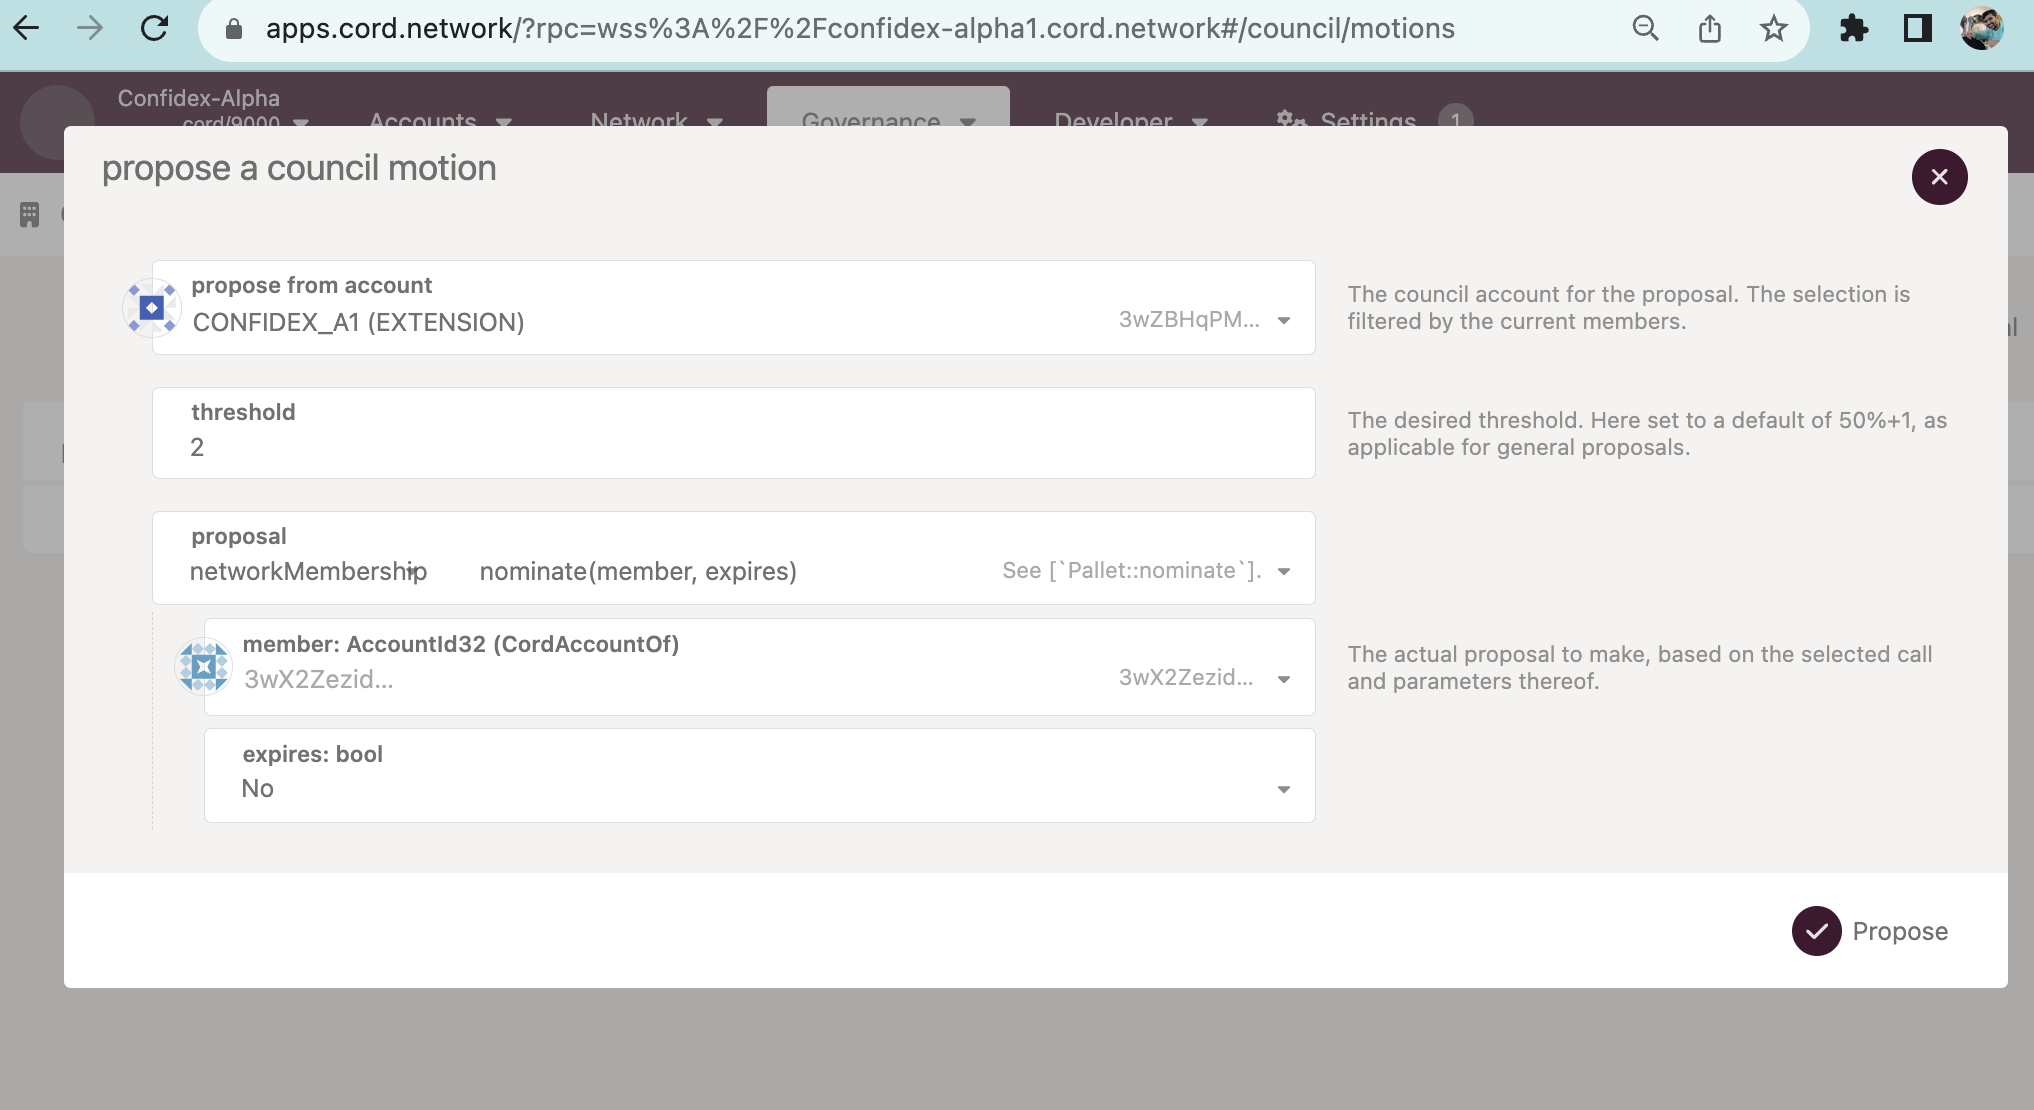 apps.cord.network/?rpc=wss%3A%2F%2Fconfidex-alpha1.cord.network#/council/motions
Confidex-Alpha
cord/9000
Accounts
Network
Governance
Developer
Settings
1
propose a council motion
propose from account
CONFIDEX_A1 (EXTENSION)
3wZBHqPM...
The council account for the proposal. The selection is
filtered by the current members.
threshold
2
The desired threshold. Here set to a default of 50%+1, as
applicable for general proposals.
proposal
networkMembership
nominate(member, expires)
See [`Pallet::nominate`].
member: AccountId32 (CordAccountOf)
3wX2Zezid...
3wX2Zezid...
The actual proposal to make, based on the selected call
and parameters thereof.
expires: bool
No
Propose